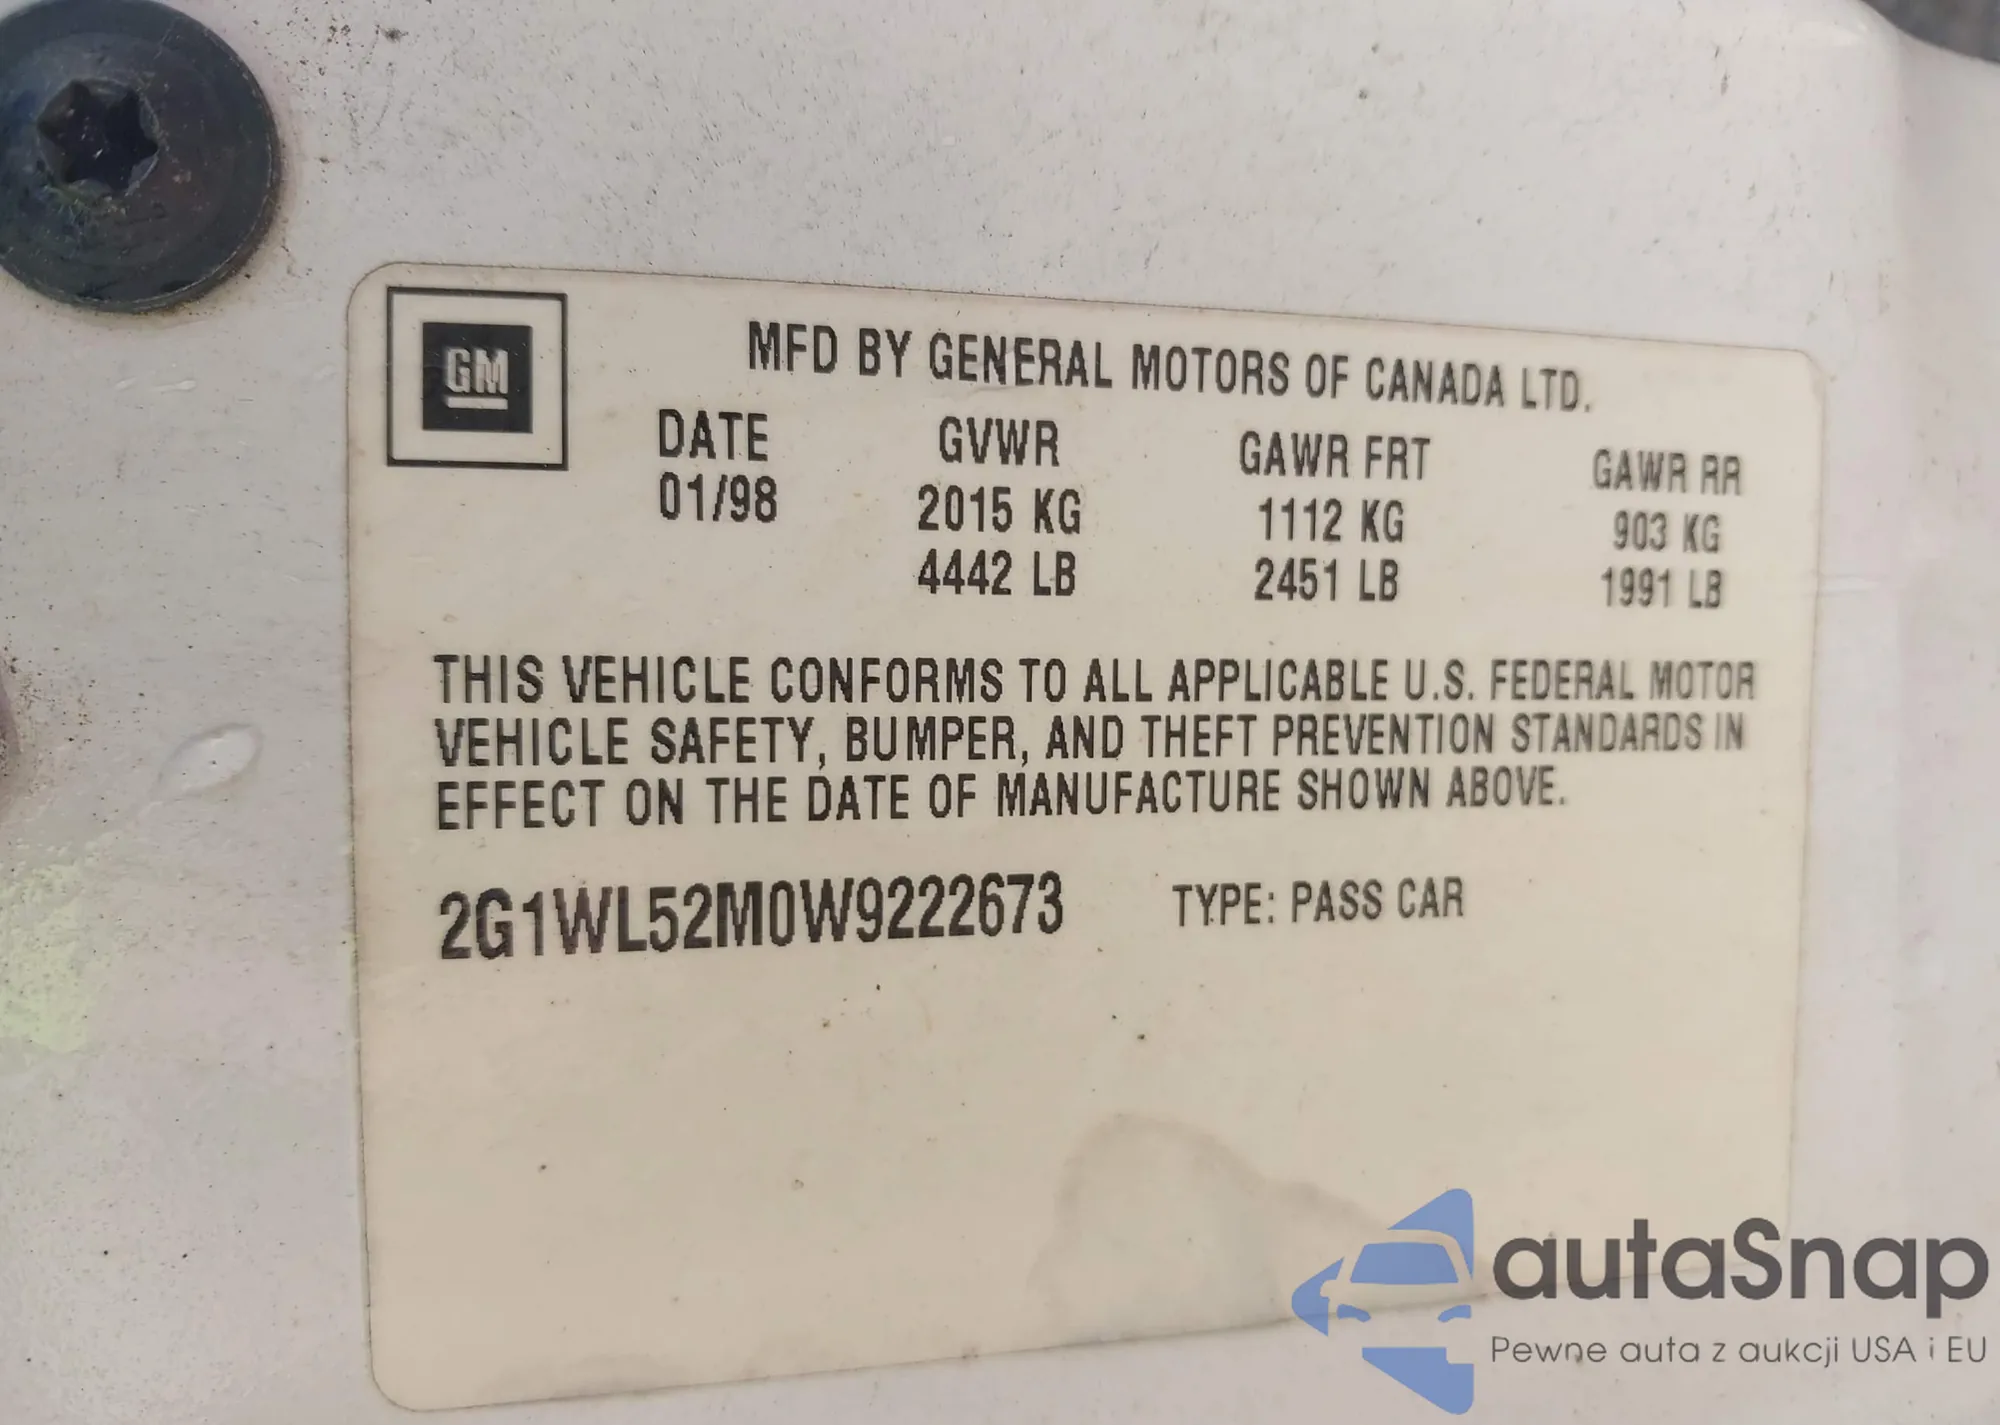 GM
MFD BY GENERAL MOTORS OF CANADA LTD.
DATE GVWR GAWR FRT GAWR RR
01/98 2015 KG 1112 KG 903 KG
4442 LB 2451 LB 1991 LB
THIS VEHICLE CONFORMS TO ALL APPLICABLE U.S. FEDERAL MOTOR
VEHICLE SAFETY, BUMPER, AND THEFT PREVENTION STANDARDS IN
EFFECT ON THE DATE OF MANUFACTURE SHOWN ABOVE.
2G1WL52M0W9222673 TYPE: PASS CAR
autaSnap
Pewne auta z aukcji USA i EU